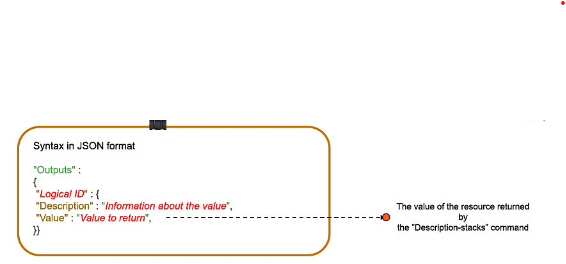 Syntax in JSON format
"Outputs" :
{
"Logical ID" : {
"Description" : "Information about the value",
"Value" : "Value to return",
}}
The value of the resource returned
by
the "Description-stacks" command